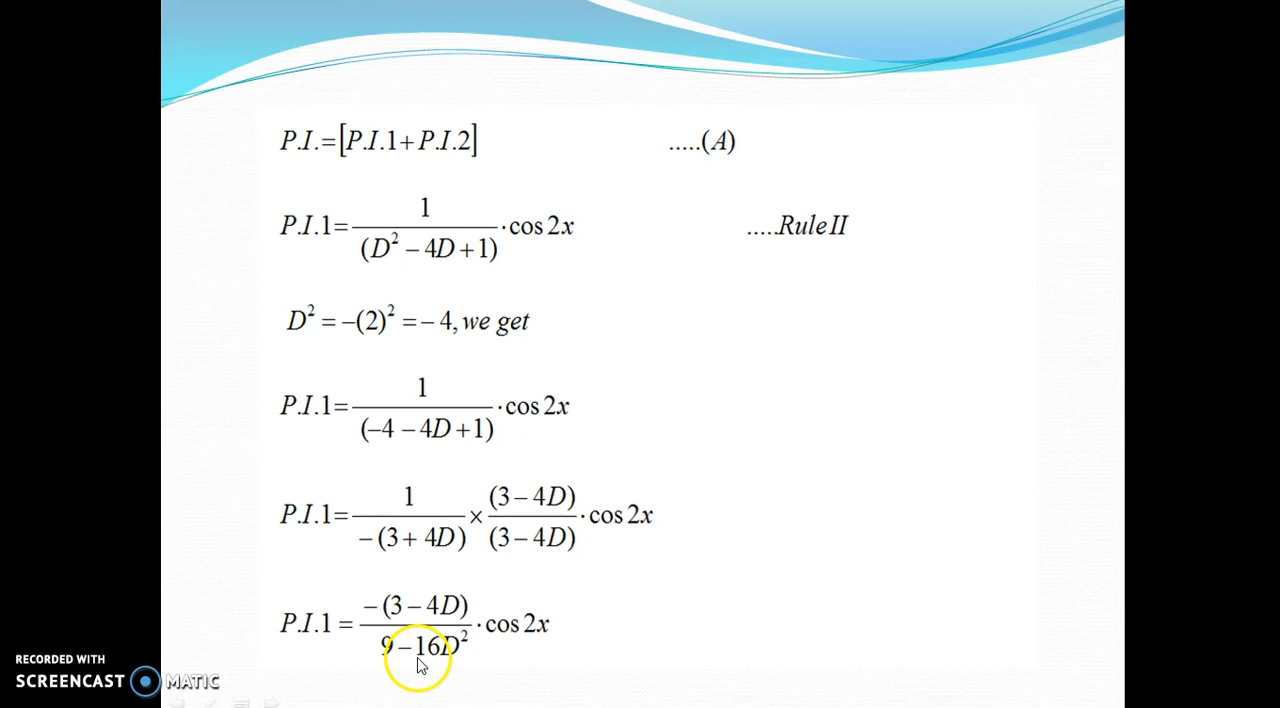 P.I.=[P.I.1+P.I.2] .....(A)
P.I.1= 1/(D² − 4D + 1) · cos 2x .....Rule II
D² = −(2)² = − 4, we get
P.I.1= 1/(−4 − 4D + 1) · cos 2x
P.I.1= 1/−(3 + 4D) × (3 − 4D)/(3 − 4D) · cos 2x
P.I.1 = −(3 − 4D)/9 − 16D² · cos 2x
RECORDED WITH
SCREENCAST MATIC